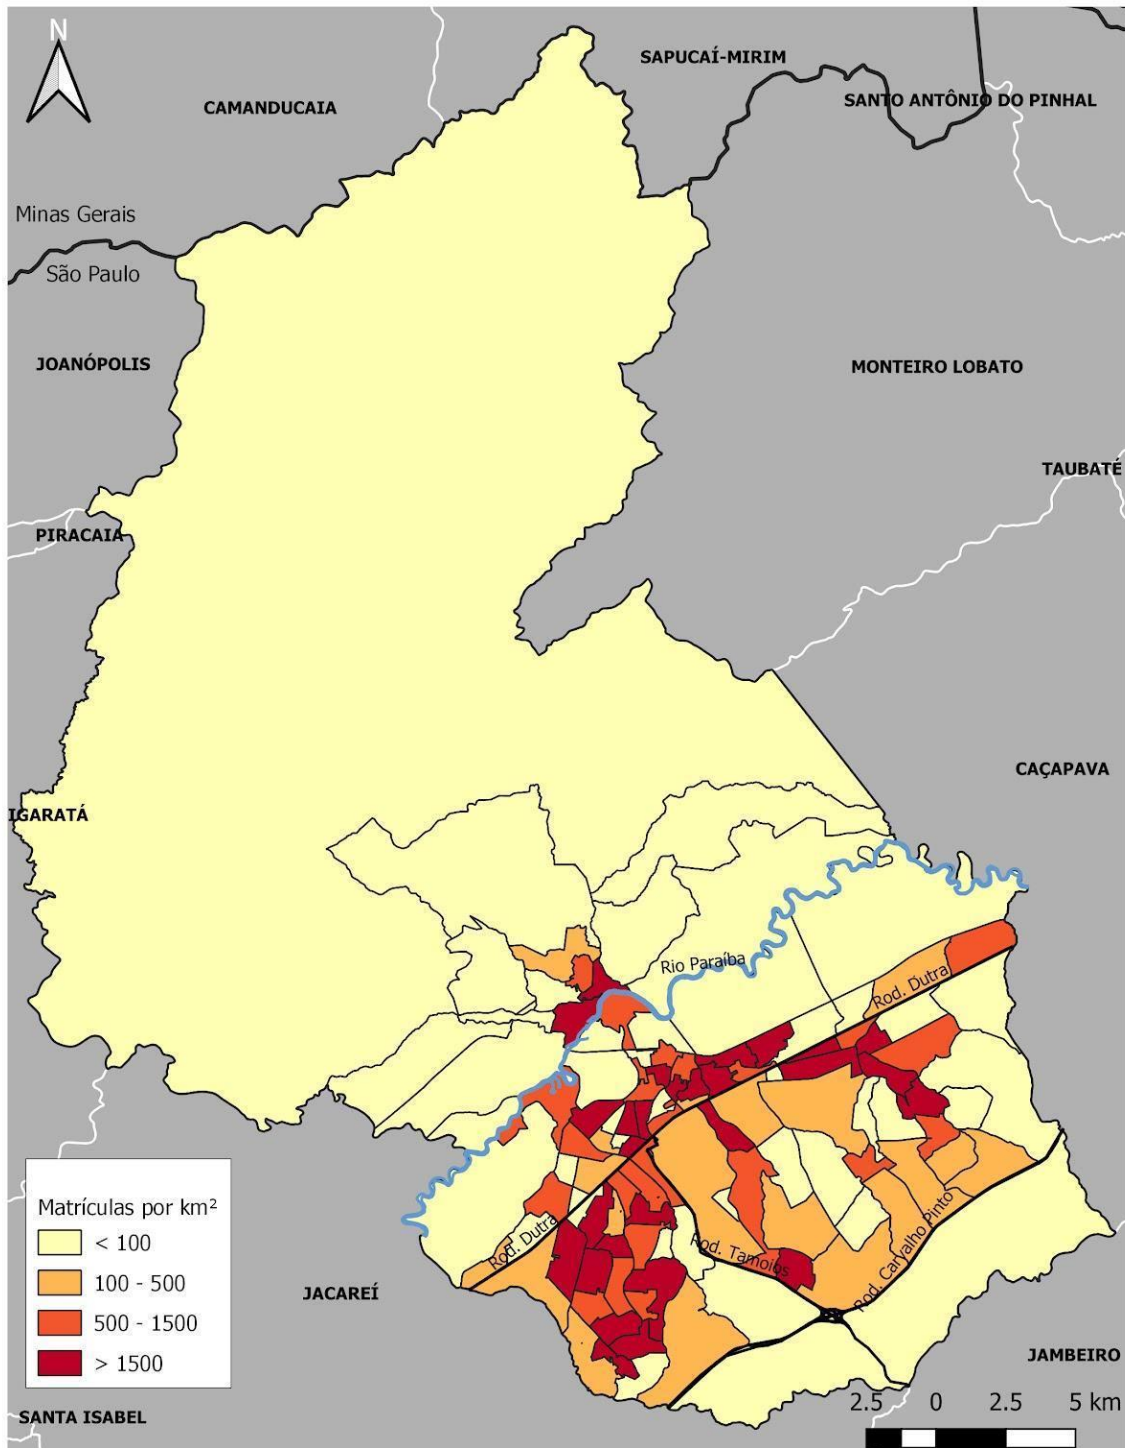 N
SAPUCAÍ-MIRIM
CAMANDUCAIA
SANTO ANTÔNIO DO PINHAL
Minas Gerais
São Paulo
JOANÓPOLIS
MONTEIRO LOBATO
TAUBATÉ
PIRACAIA
CAÇAPAVA
IGARATÁ
Rio Paraíba
Rod. Dutra
Matrículas por km²
< 100
100 - 500
500 - 1500
> 1500
Rod. Dutra
Rod. Tamoios
Rod. Carvalho Pinto
JACAREÍ
JAMBEIRO
SANTA ISABEL
2.5 0 2.5 5 km